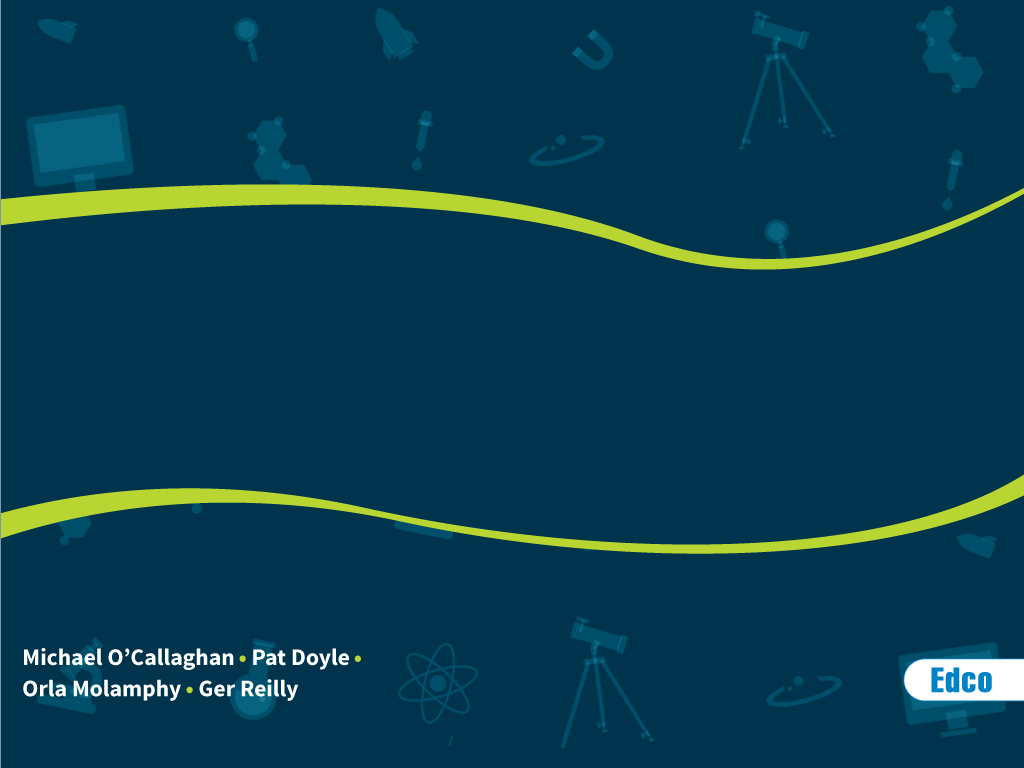 Michael O’Callaghan • Pat Doyle •
Orla Molamphy • Ger Reilly
Edco